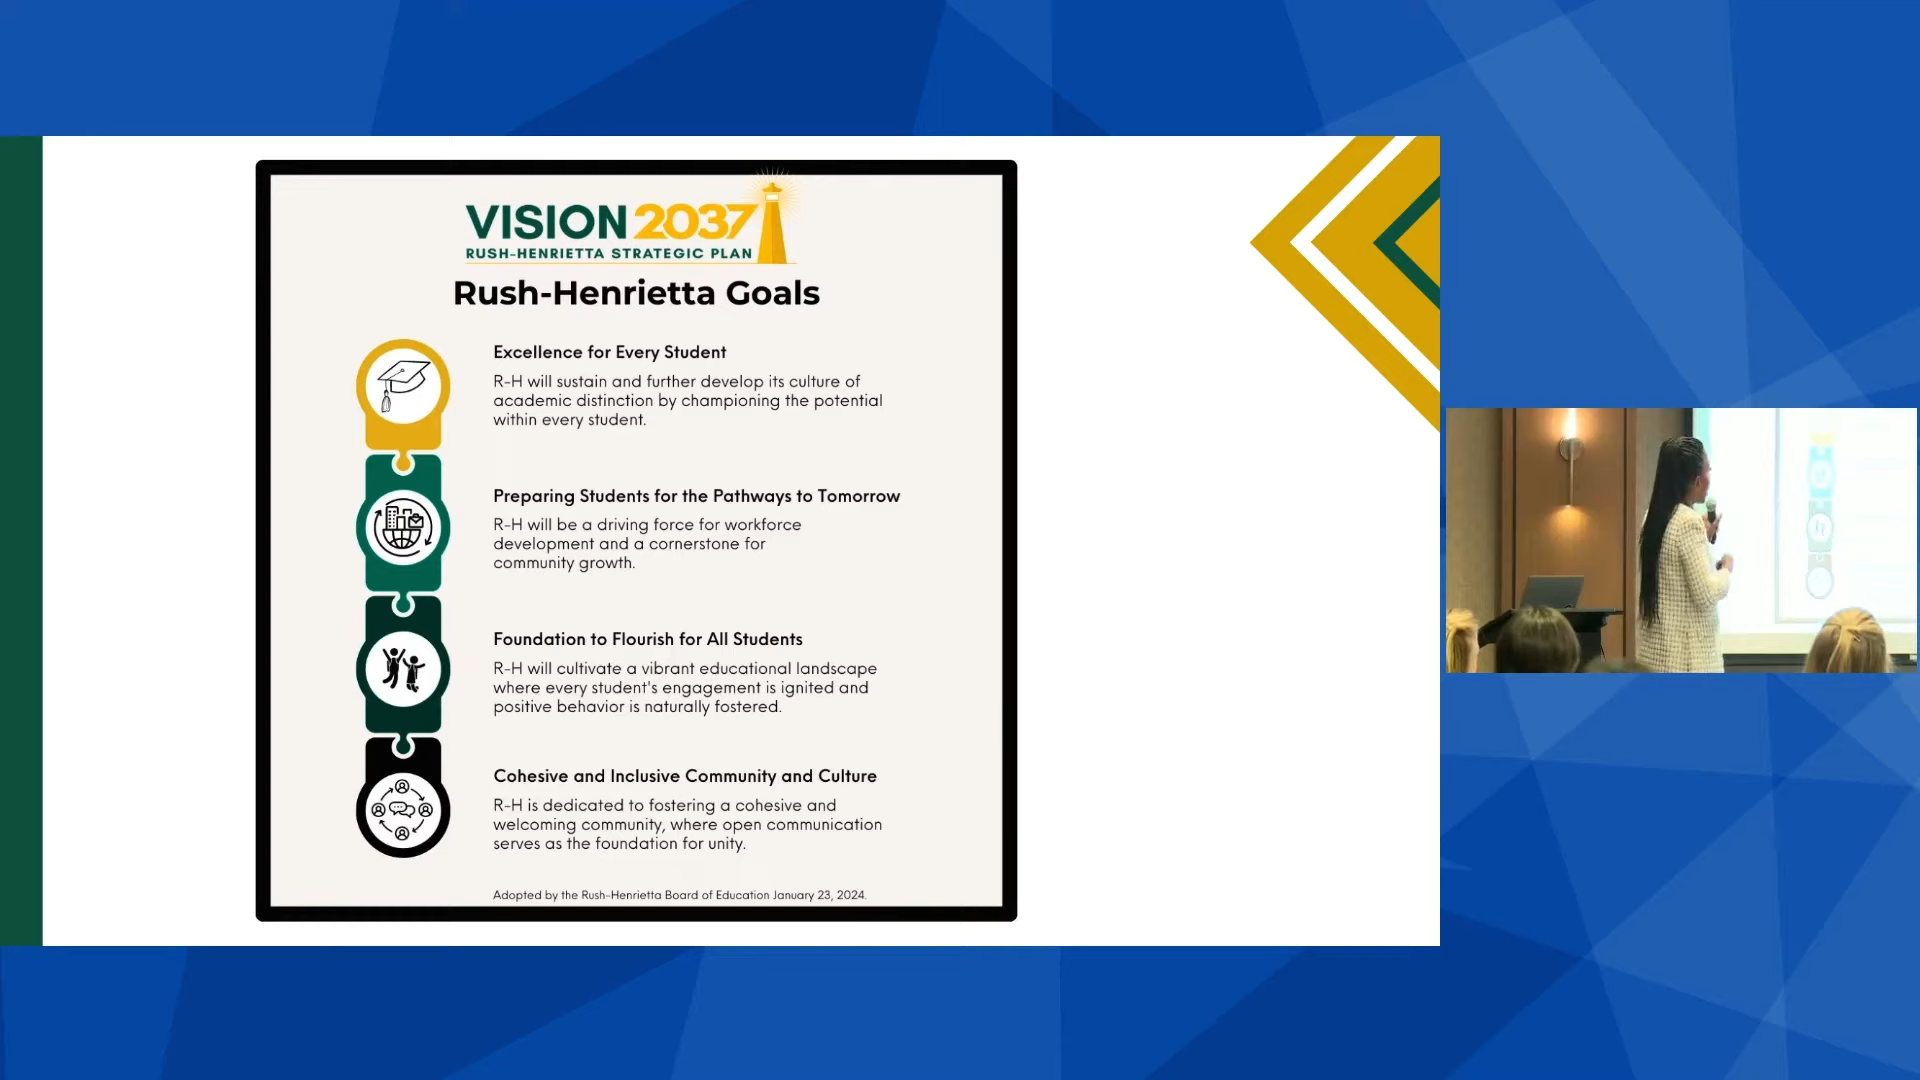 VISION 2037
RUSH-HENRIETTA STRATEGIC PLAN
Rush-Henrietta Goals
Excellence for Every Student
R-H will sustain and further develop its culture of
academic distinction by championing the potential
within every student.
Preparing Students for the Pathways to Tomorrow
R-H will be a driving force for workforce
development and a cornerstone for
community growth.
Foundation to Flourish for All Students
R-H will cultivate a vibrant educational landscape
where every student's engagement is ignited and
positive behavior is naturally fostered.
Cohesive and Inclusive Community and Culture
R-H is dedicated to fostering a cohesive and
welcoming community, where open communication
serves as the foundation for unity.
Adopted by the Rush-Henrietta Board of Education January 23, 2024.